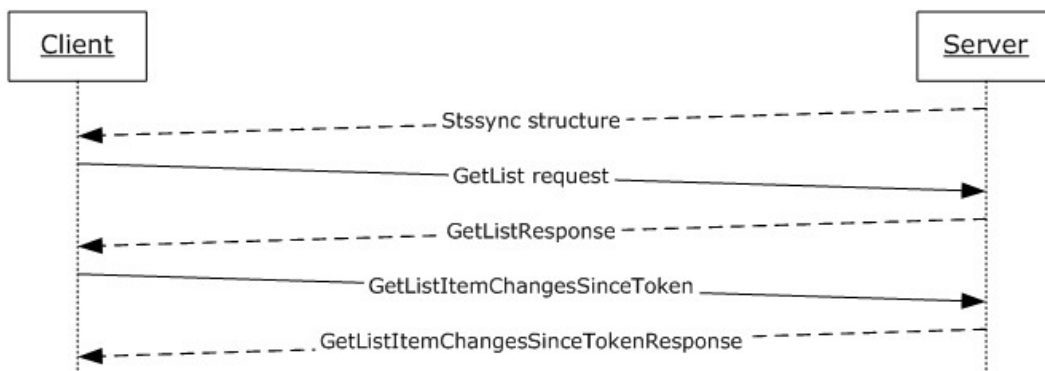 Client
Server
Stssync structure
GetList request
GetListResponse
GetListItemChangesSinceToken
GetListItemChangesSinceTokenResponse